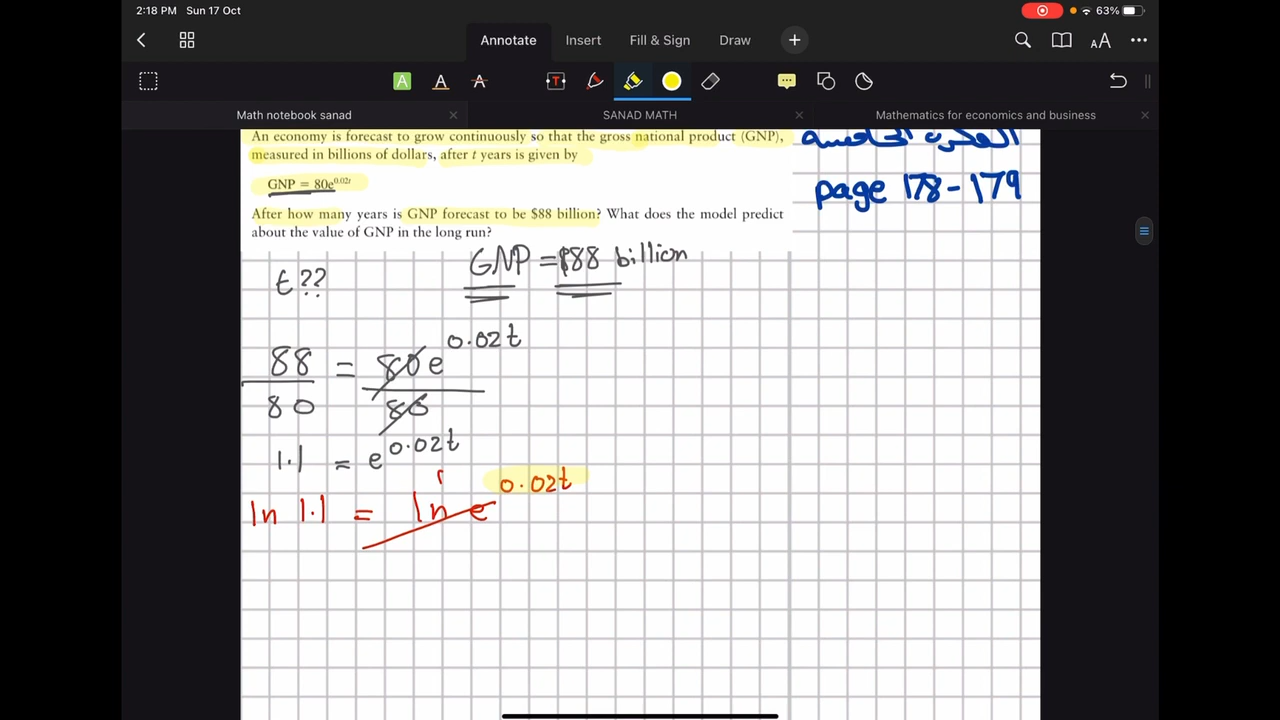 2:18 PM Sun 17 Oct
63%
Annotate Insert Fill & Sign Draw
AA
A A A T
Math notebook sanad SANAD MATH Mathematics for economics and business
An economy is forecast to grow continuously so that the gross national product (GNP),
measured in billions of dollars, after t years is given by
GNP = 80e^0.02t
After how many years is GNP forecast to be $88 billion? What does the model predict
about the value of GNP in the long run?
page 178-179
GNP = $88 billion
t??
88 = 80e^0.02t
80 80
1.1 = e^0.02t
ln 1.1 = ln e^0.02t